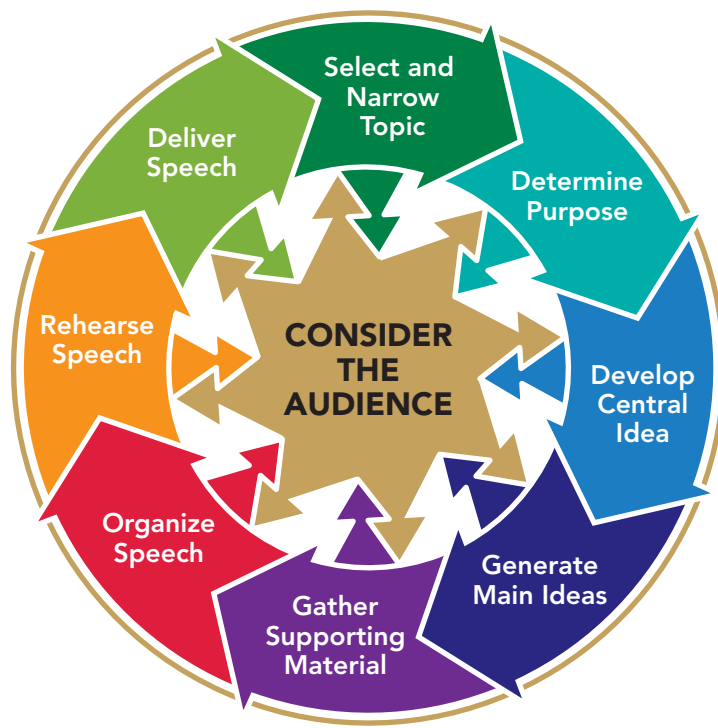 Select and
Narrow
Topic
Determine
Purpose
Develop
Central
Idea
Generate
Main Ideas
Gather
Supporting
Material
Organize
Speech
Rehearse
Speech
Deliver
Speech
CONSIDER
THE
AUDIENCE